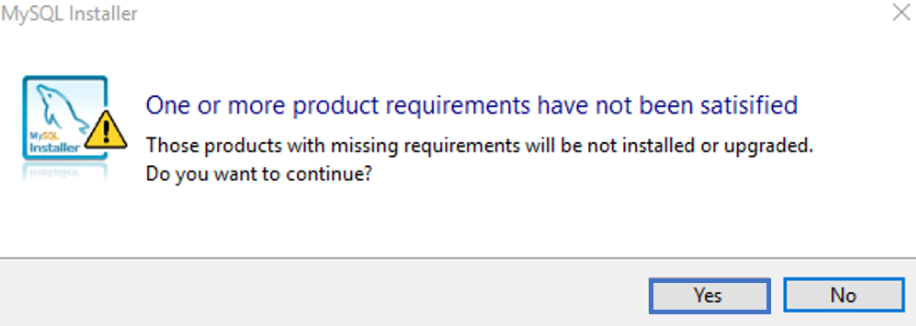 MySQL Installer
MySQL
Installer
One or more product requirements have not been satisified
Those products with missing requirements will be not installed or upgraded.
Do you want to continue?
Yes
No